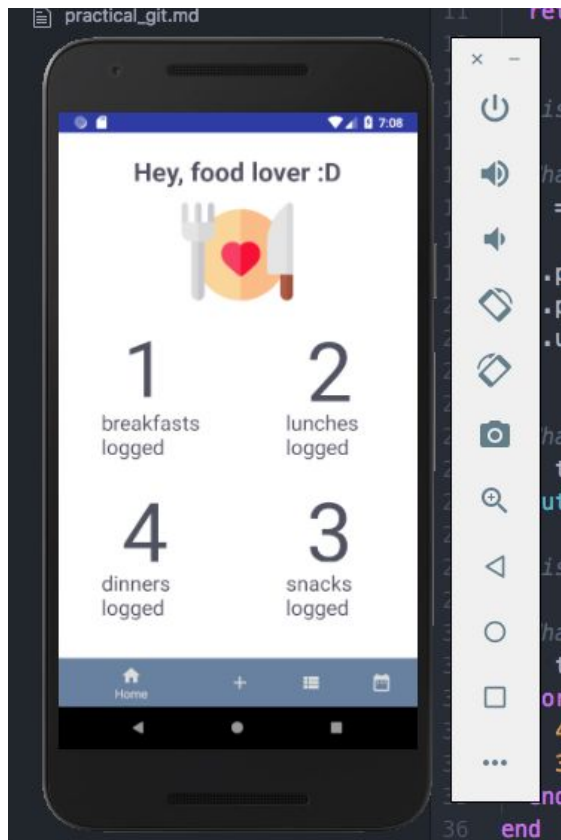 practical_git.md
7:08
Hey, food lover :D
1
breakfasts
logged
2
lunches
logged
4
dinners
logged
3
snacks
logged
Home
36 end